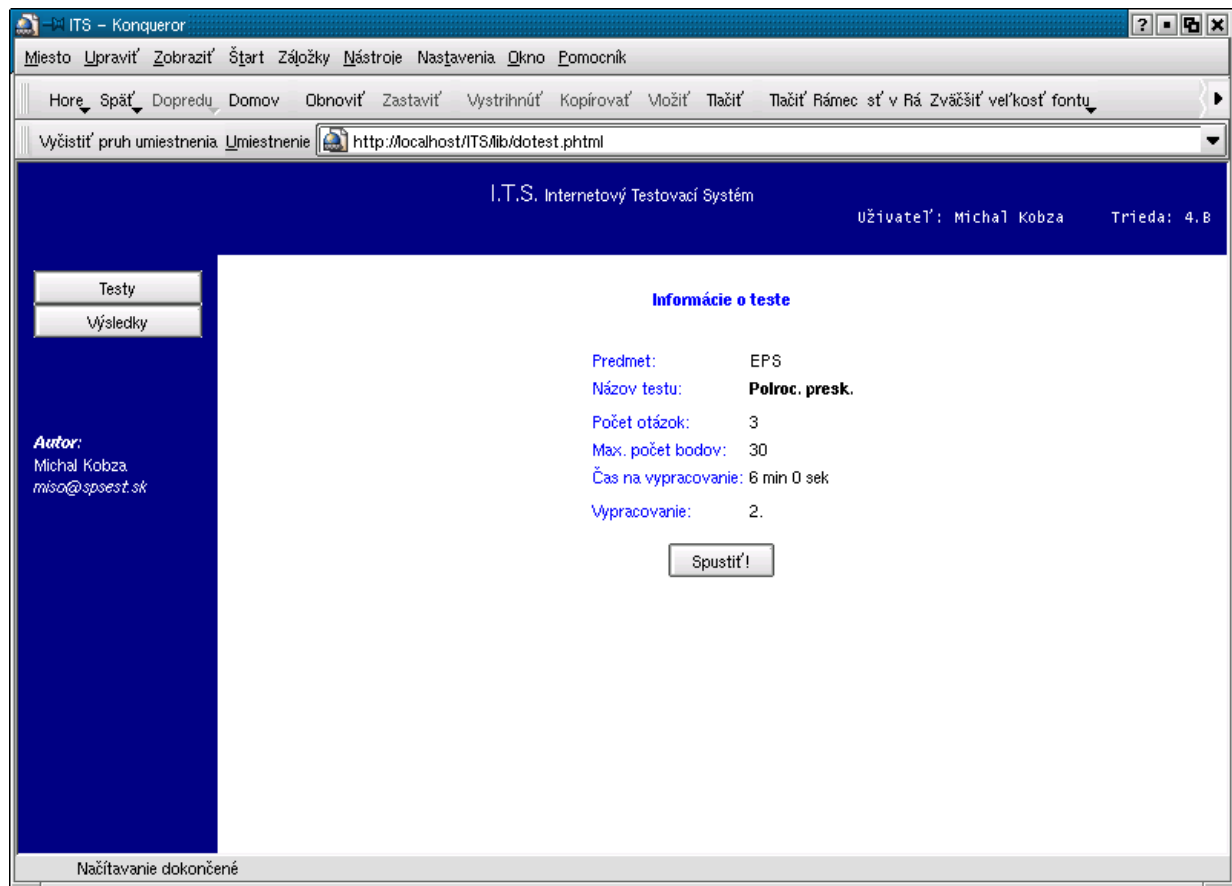 ITS – Konqueror
Miesto Upraviť Zobraziť Štart Záložky Nástroje Nastavenia Okno Pomocník
Hore Späť Dopredu Domov Obnoviť Zastaviť Vystrihnúť Kopírovať Vložiť Tlačiť Tlačiť Rámec sť v Rá Zväčšiť veľkosť fontu
Vyčistiť pruh umiestnenia Umiestnenie http://localhost/ITS/lib/dotest.phtml
I.T.S. Internetový Testovací Systém
Užívateľ: Michal Kobza Trieda: 4.B
Testy
Výsledky
Autor:
Michal Kobza
miso@spsest.sk
Informácie o teste
Predmet: EPS
Názov testu: Polroc. presk.
Počet otázok: 3
Max. počet bodov: 30
Čas na vypracovanie: 6 min 0 sek
Vypracovanie: 2.
Spustiť!
Načítavanie dokončené